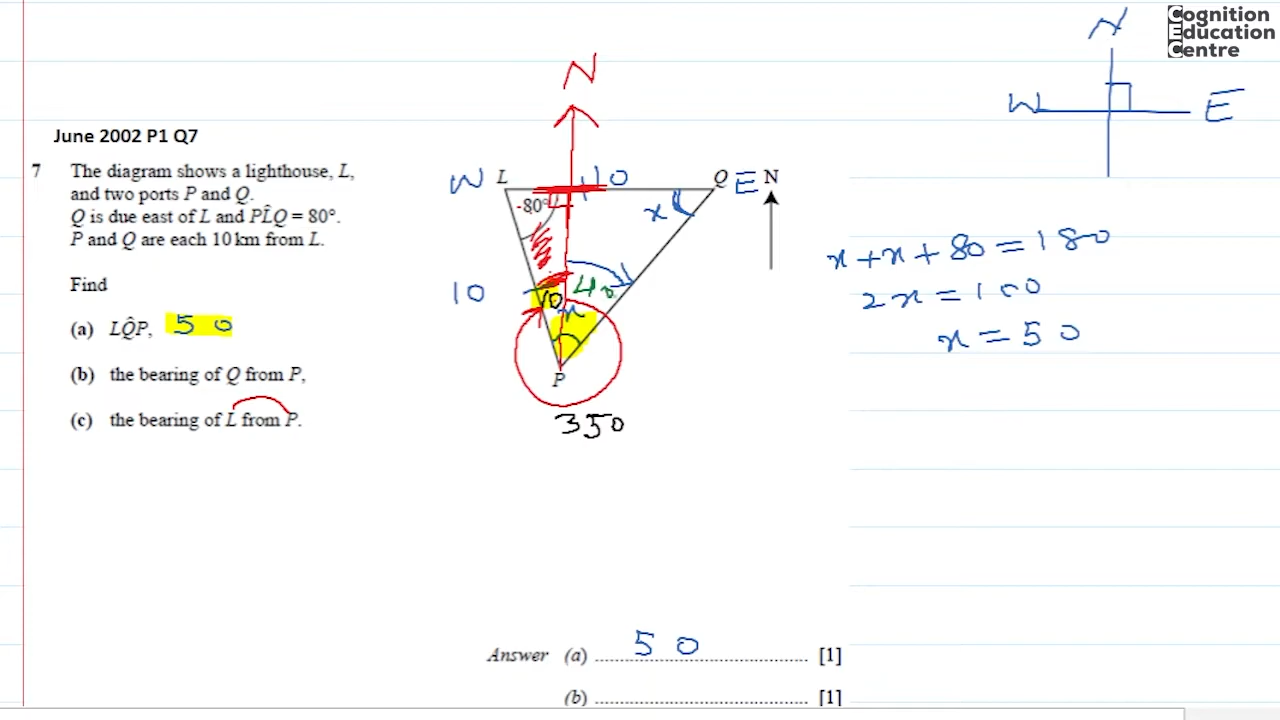 Cognition
Education
Centre
N
W E
June 2002 P1 Q7
7 The diagram shows a lighthouse, L,
and two ports P and Q.
Q is due east of L and PL̂Q = 80°.
P and Q are each 10 km from L.
Find
(a) LQ̂P, 50
(b) the bearing of Q from P,
(c) the bearing of L from P.
N
W L 10 Q E N
80°
x
10
10 40
x
P
350
x + x + 80 = 180
2x = 100
x = 50
Answer (a) 50 [1]
(b) [1]